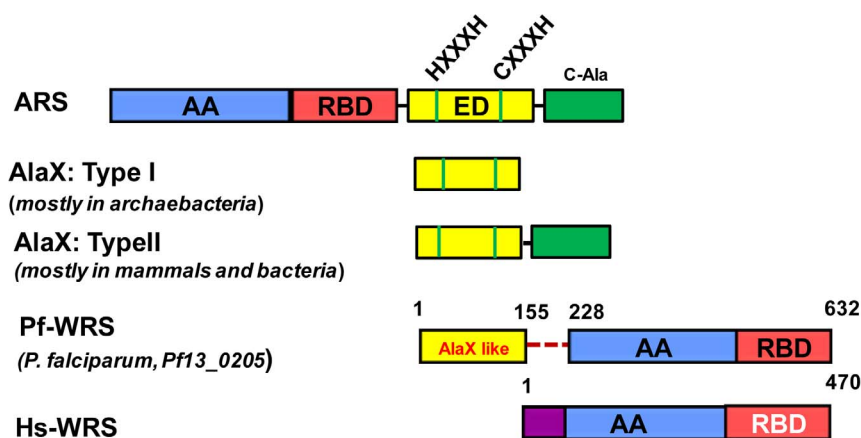 HXXXH CXXXH
C-Ala
ARS AA RBD ED
AlaX: Type I
(mostly in archaebacteria)
AlaX: TypeII
(mostly in mammals and bacteria)
1 155 228 632
Pf-WRS
AlaX like AA RBD
(P. falciparum, Pf13_0205)
1 470
Hs-WRS AA RBD